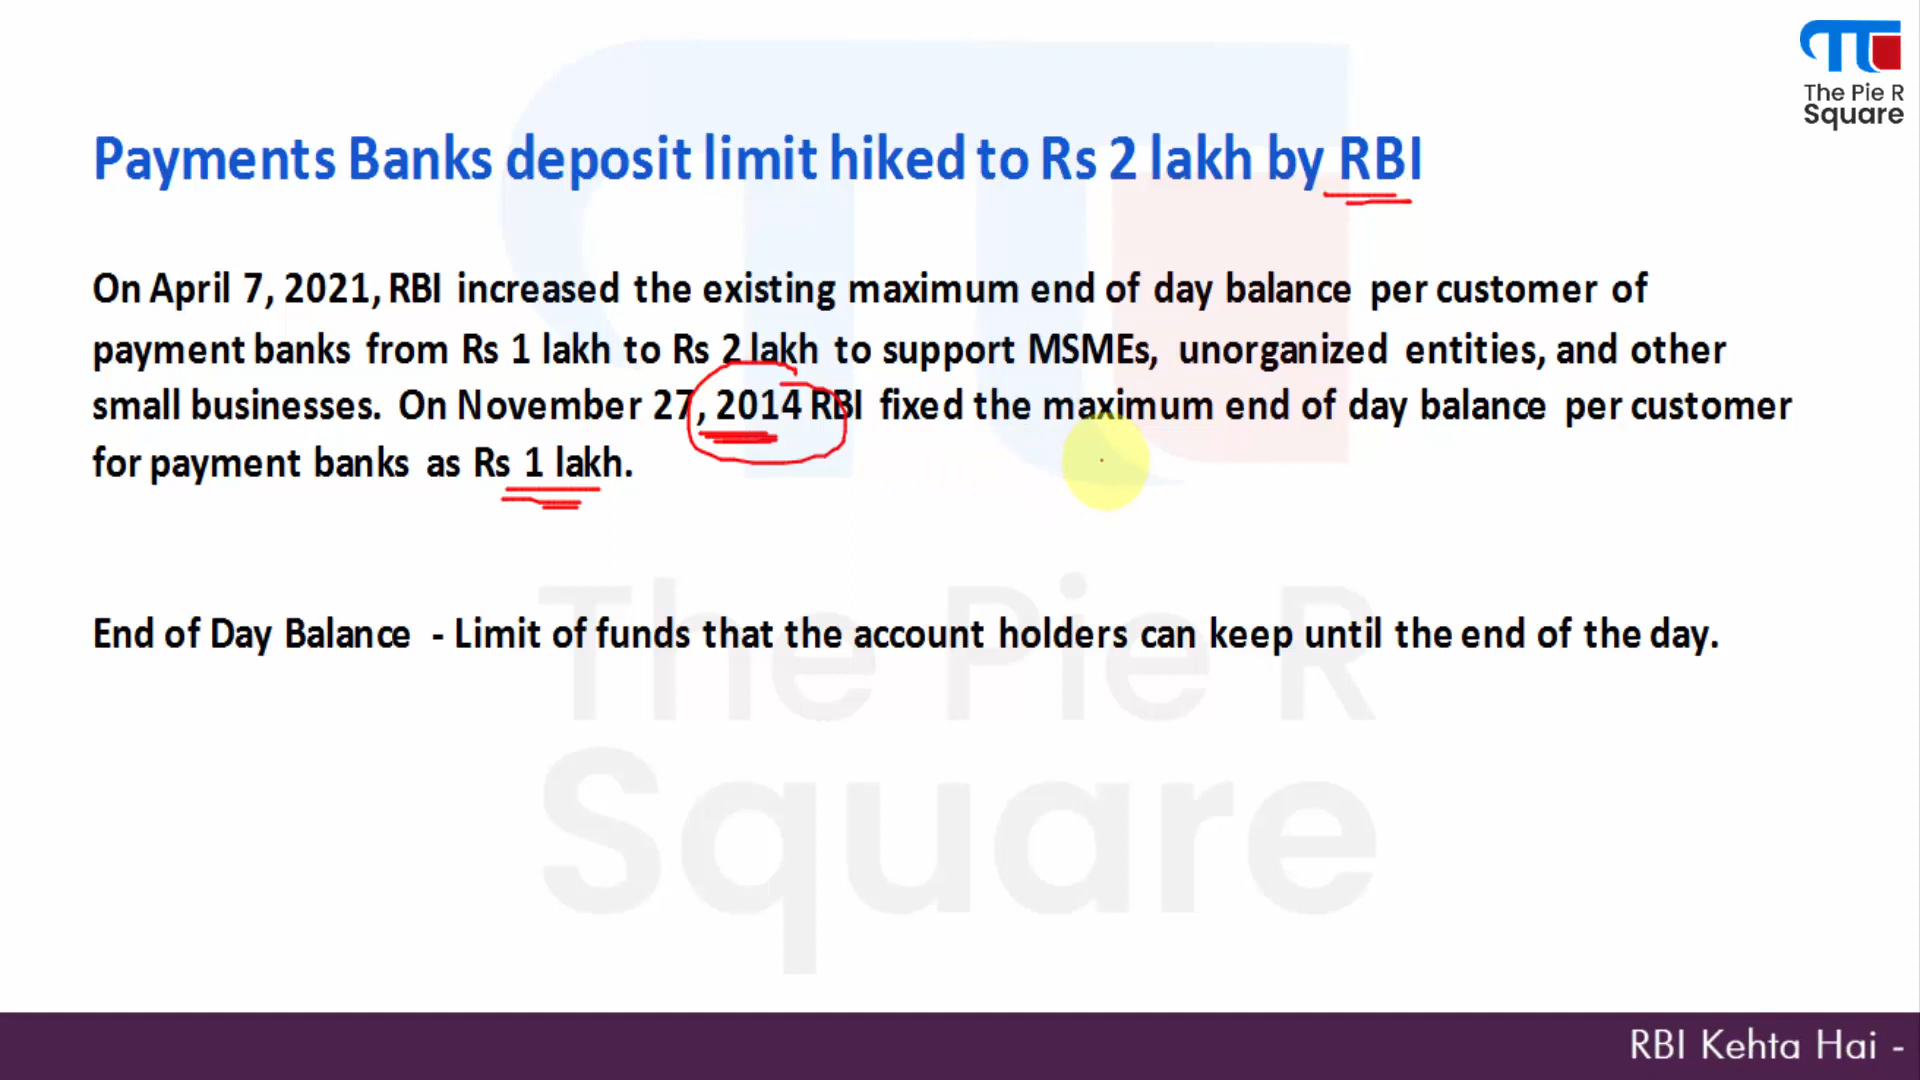 The Pie R
Square
Payments Banks deposit limit hiked to Rs 2 lakh by RBI
On April 7, 2021, RBI increased the existing maximum end of day balance per customer of
payment banks from Rs 1 lakh to Rs 2 lakh to support MSMEs, unorganized entities, and other
small businesses. On November 27, 2014 RBI fixed the maximum end of day balance per customer
for payment banks as Rs 1 lakh.
End of Day Balance - Limit of funds that the account holders can keep until the end of the day.
The Pie R
Square
RBI Kehta Hai -